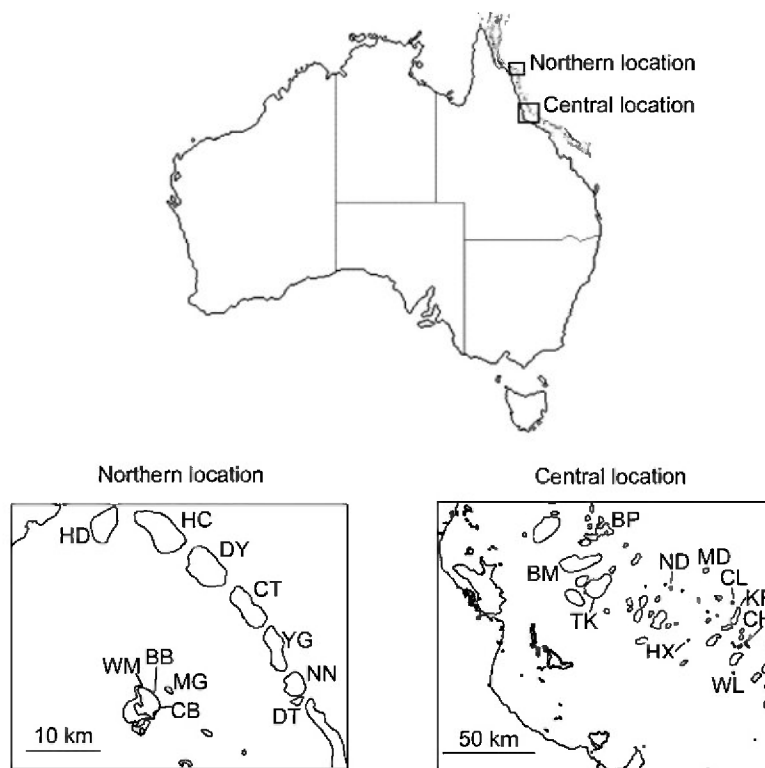 Northern location
Central location
Northern location
HD
HC
DY
CT
YG
NN
DT
WM
BB
MG
CB
10 km
Central location
BP
BM
TK
ND
MD
CL
HX
WL
50 km